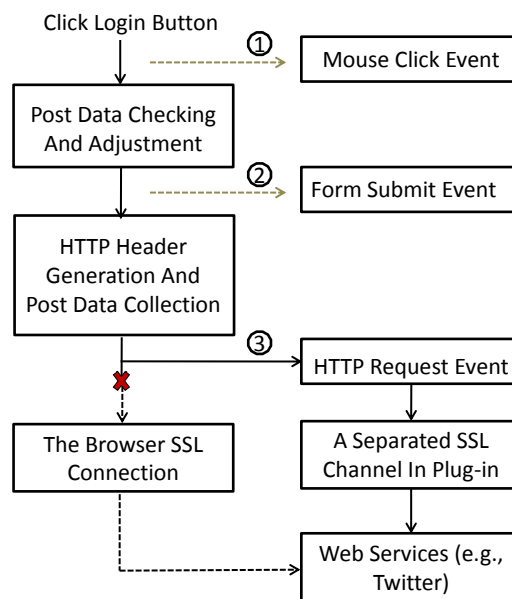 Click Login Button
1
Mouse Click Event
Post Data Checking
And Adjustment
2
Form Submit Event
HTTP Header
Generation And
Post Data Collection
3
HTTP Request Event
The Browser SSL
Connection
A Separated SSL
Channel In Plug-in
Web Services (e.g.,
Twitter)